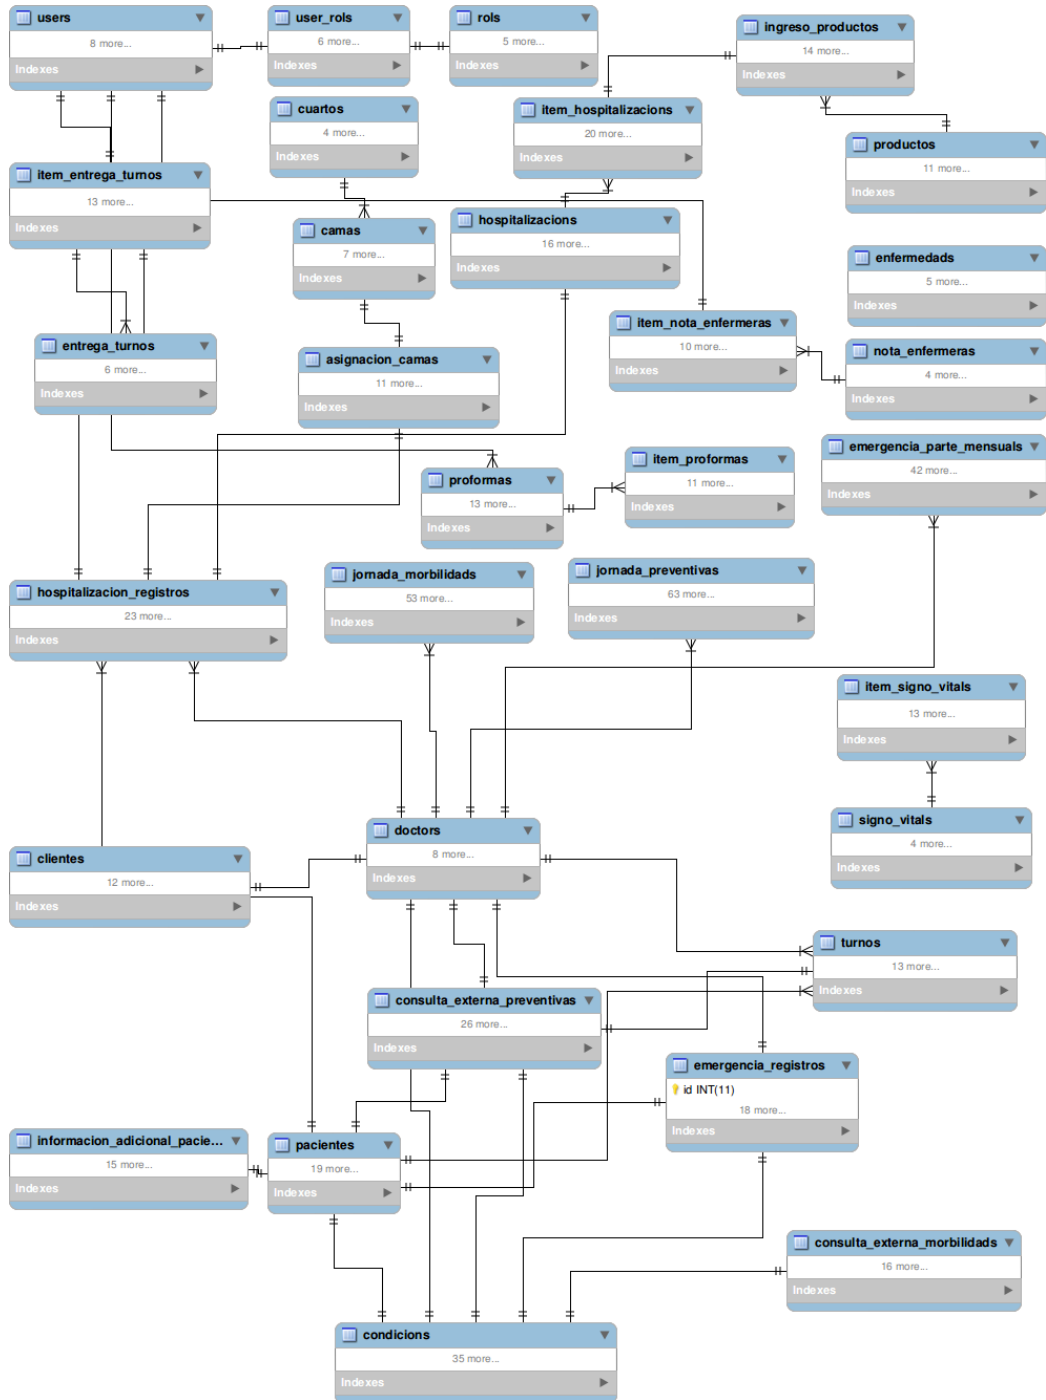 users
8 more...
Indexes
user_rols
6 more...
Indexes
rols
5 more...
Indexes
ingreso_productos
14 more...
Indexes
cuartos
4 more...
Indexes
item_hospitalizacions
20 more...
Indexes
productos
11 more...
Indexes
item_entrega_turnos
13 more...
Indexes
camas
7 more...
Indexes
hospitalizacions
16 more...
Indexes
enfermedads
5 more...
Indexes
item_nota_enfermeras
10 more...
Indexes
entrega_turnos
6 more...
Indexes
asignacion_camas
11 more...
Indexes
nota_enfermeras
4 more...
Indexes
emergencia_parte_mensuals
42 more...
Indexes
proformas
13 more...
Indexes
item_proformas
11 more...
Indexes
hospitalizacion_registros
23 more...
Indexes
jornada_morbilidads
53 more...
Indexes
jornada_preventivas
63 more...
Indexes
item_signo_vitals
13 more...
Indexes
signo_vitals
4 more...
Indexes
doctors
8 more...
Indexes
clientes
12 more...
Indexes
turnos
13 more...
Indexes
consulta_externa_preventivas
26 more...
Indexes
emergencia_registros
id INT(11)
18 more...
Indexes
informacion_adicional_pacie...
15 more...
Indexes
pacientes
19 more...
Indexes
consulta_externa_morbilidads
16 more...
Indexes
condicions
35 more...
Indexes